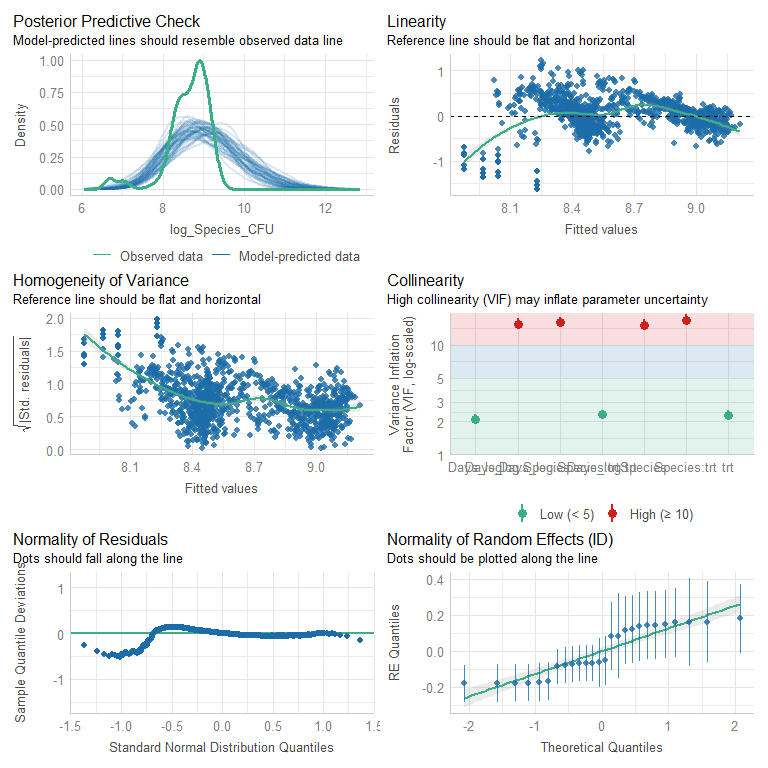 Posterior Predictive Check
Model-predicted lines should resemble observed data line
1.00
0.75
0.50
0.25
0.00
Density
6
8
10
12
log_Species_CFU
Observed data
Model-predicted data
Linearity
Reference line should be flat and horizontal
1
0
-1
Residuals
8.1
8.4
8.7
9.0
Fitted values
Homogeneity of Variance
Reference line should be flat and horizontal
2.0
1.5
1.0
0.5
0.0
√|Std. residuals|
8.1
8.4
8.7
9.0
Fitted values
Collinearity
High collinearity (VIF) may inflate parameter uncertainty
10
5
3
2
1
Variance Inflation
Factor (VIF, log-scaled)
Species:trt
trt
Low (< 5)
High (≥ 10)
Normality of Residuals
Dots should fall along the line
1
0
-1
Sample Quantile Deviations
-1.5
-1.0
-0.5
0.0
0.5
1.0
1.5
Standard Normal Distribution Quantiles
Normality of Random Effects (ID)
Dots should be plotted along the line
0.4
0.2
0.0
-0.2
RE Quantiles
-2
-1
0
1
2
Theoretical Quantiles